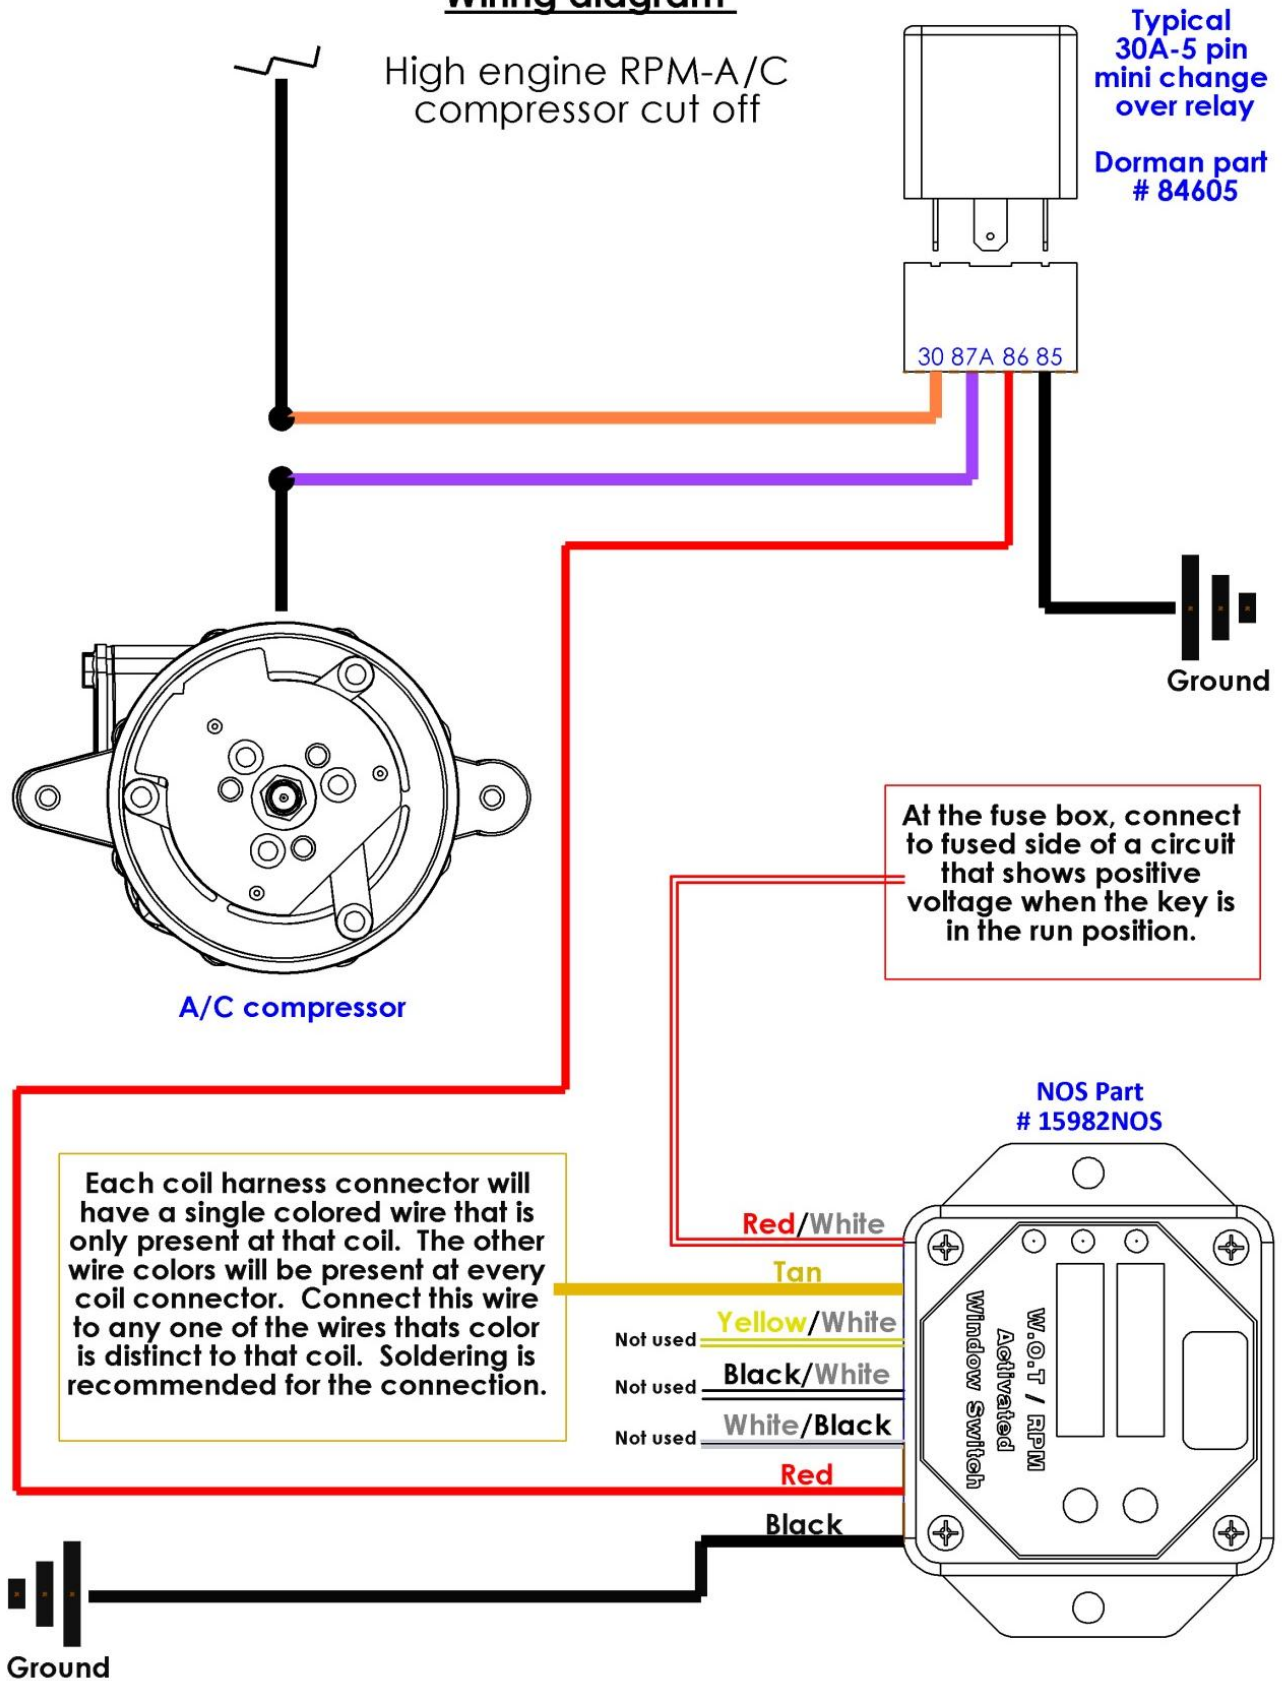 Wiring diagram
High engine RPM-A/C
compressor cut off
Typical
30A-5 pin
mini change
over relay
Dorman part
# 84605
30 87A 86 85
Ground
At the fuse box, connect
to fused side of a circuit
that shows positive
voltage when the key is
in the run position.
A/C compressor
NOS Part
# 15982NOS
Each coil harness connector will
have a single colored wire that is
only present at that coil. The other
wire colors will be present at every
coil connector. Connect this wire
to any one of the wires thats color
is distinct to that coil. Soldering is
recommended for the connection.
Red/White
Tan
Yellow/White
Not used
Black/White
Not used
White/Black
Not used
Red
Black
W.O.T / RPM
Activated
Window Switch
Ground